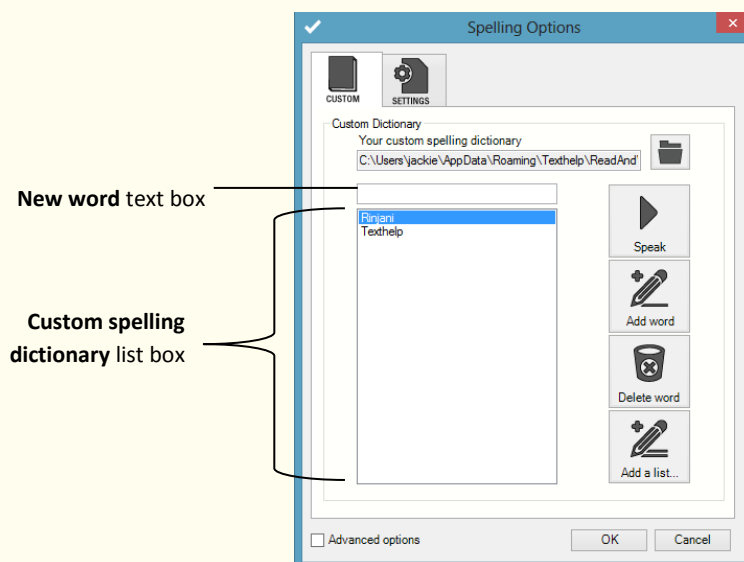 Spelling Options
CUSTOM
SETTINGS
Custom Dictionary
Your custom spelling dictionary
C:\Users\jackie\AppData\Roaming\Texthelp\ReadAnd
New word text box
Rinjani
Texthelp
Speak
Add word
Custom spelling
dictionary list box
Delete word
Add a list...
Advanced options
OK
Cancel